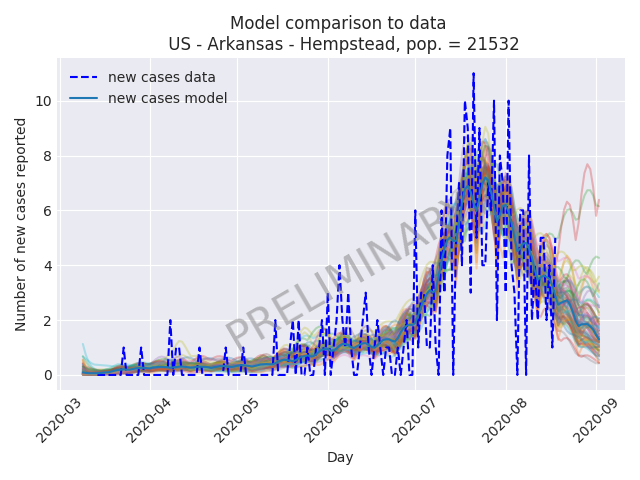 Model comparison to data
US - Arkansas - Hempstead, pop. = 21532
new cases data
new cases model
Number of new cases reported
10
8
6
4
2
0
PRELIMINARY
2020-03
2020-04
2020-05
2020-06
2020-07
2020-08
2020-09
Day